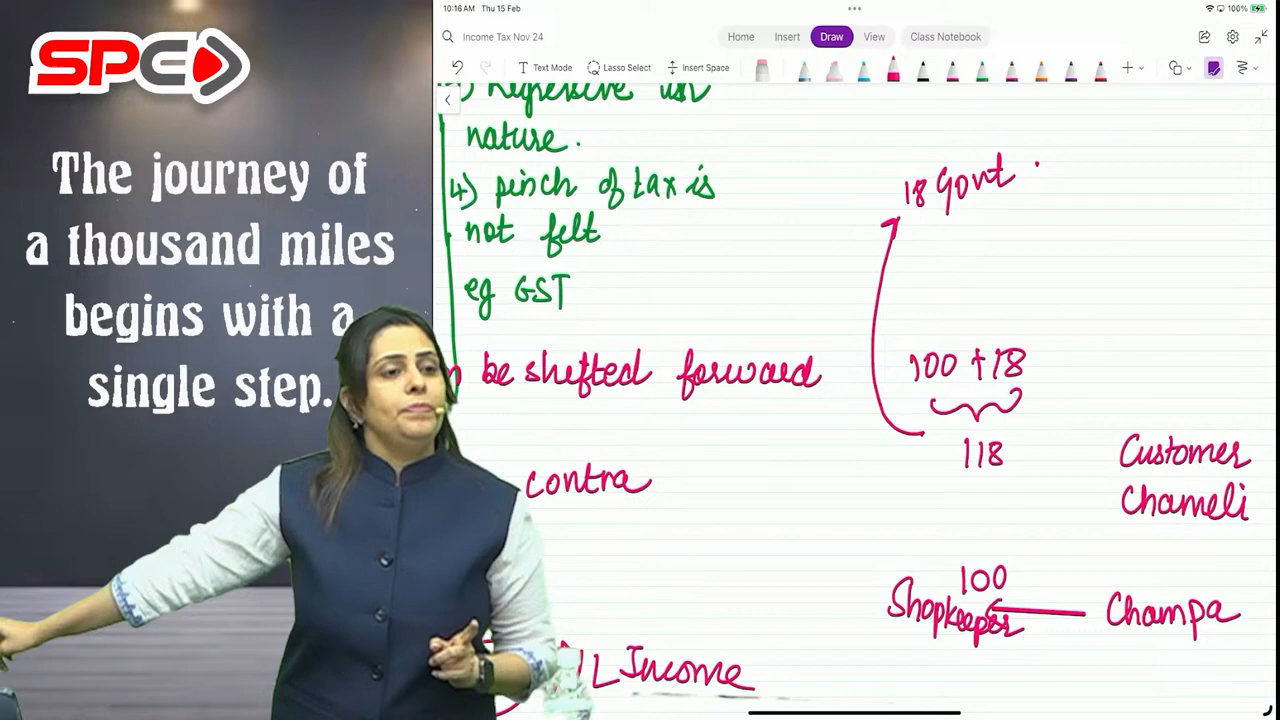 SPED
The journey of
a thousand miles
begins with a
single step.
10:16 AM Thu 15 Feb
100%
Income Tax Nov 24
Home Insert Draw View Class Notebook
Text Mode Lasso Select Insert Space
Regressive in
nature.
4) pinch of tax is
not felt
eg GST
be shifted forward
contra
Income
18 Govt
100 + 18
118
Customer
Chameli
100
Shopkeeper Champa